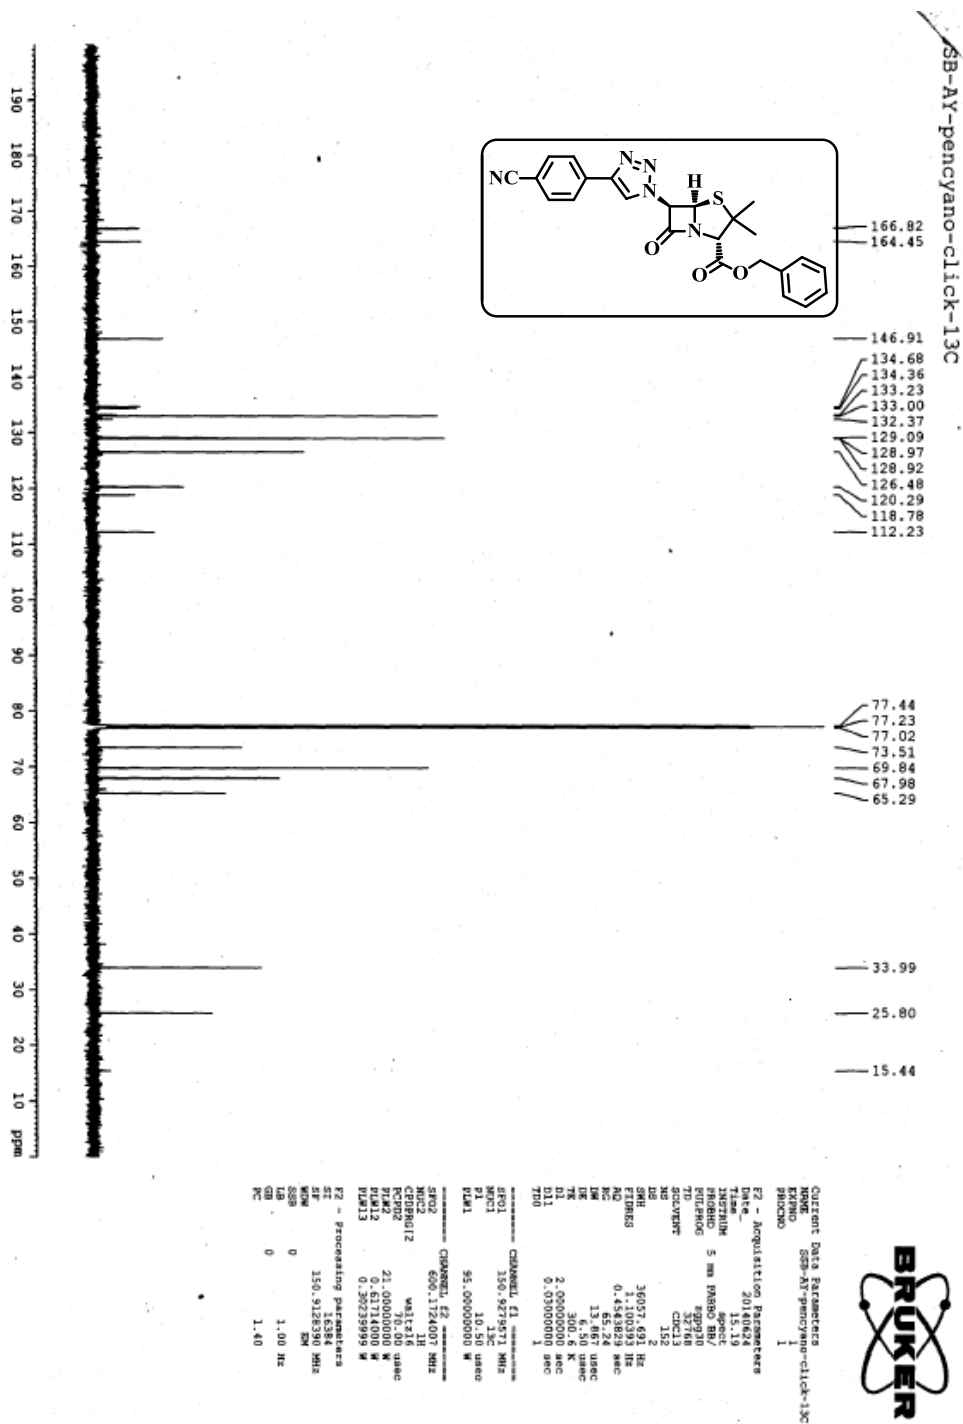 SB-AY-pencyano-click-13C
166.82
164.45
146.91
134.68
134.36
133.23
133.00
132.37
129.09
128.97
128.92
126.48
120.29
118.78
112.23
77.44
77.23
77.02
73.51
69.84
67.98
65.29
33.99
25.80
15.44
NC
N
N
N
H
S
N
O
O
O
190 180 170 160 150 140 130 120 110 100 90 80 70 60 50 40 30 20 10 ppm
BRUKER
Current Data Parameters
NAME SSB-AY-pencyano-click-13C
EXPNO 1
PROCNO 1
F2 - Acquisition Parameters
Date_ 20140624
Time 15.19
INSTRUM spect
PROBHD 5 mm PABBO BB/
PULPROG zgpg30
TD 32768
SOLVENT CDCl3
NS 152
DS 2
SWH 36057.691 Hz
FIDRES 1.100393 Hz
AQ 0.4543829 sec
RG 65.24
DW 13.867 usec
DE 6.50 usec
TE 300.6 K
D1 2.00000000 sec
D11 0.03000000 sec
TD0 1
======== CHANNEL f1 ========
SFO1 150.9279571 MHz
NUC1 13C
P1 10.50 usec
PLW1 95.00000000 W
======== CHANNEL f2 ========
SFO2 600.1724007 MHz
NUC2 1H
CPDPRG[2 waltz16
PCPD2 70.00 usec
PLW2 21.00000000 W
PLW12 0.61714000 W
PLW13 0.30239999 W
F2 - Processing parameters
SI 16384
SF 150.9128390 MHz
WDW EM
SSB 0
LB 1.00 Hz
GB 0
PC 1.40